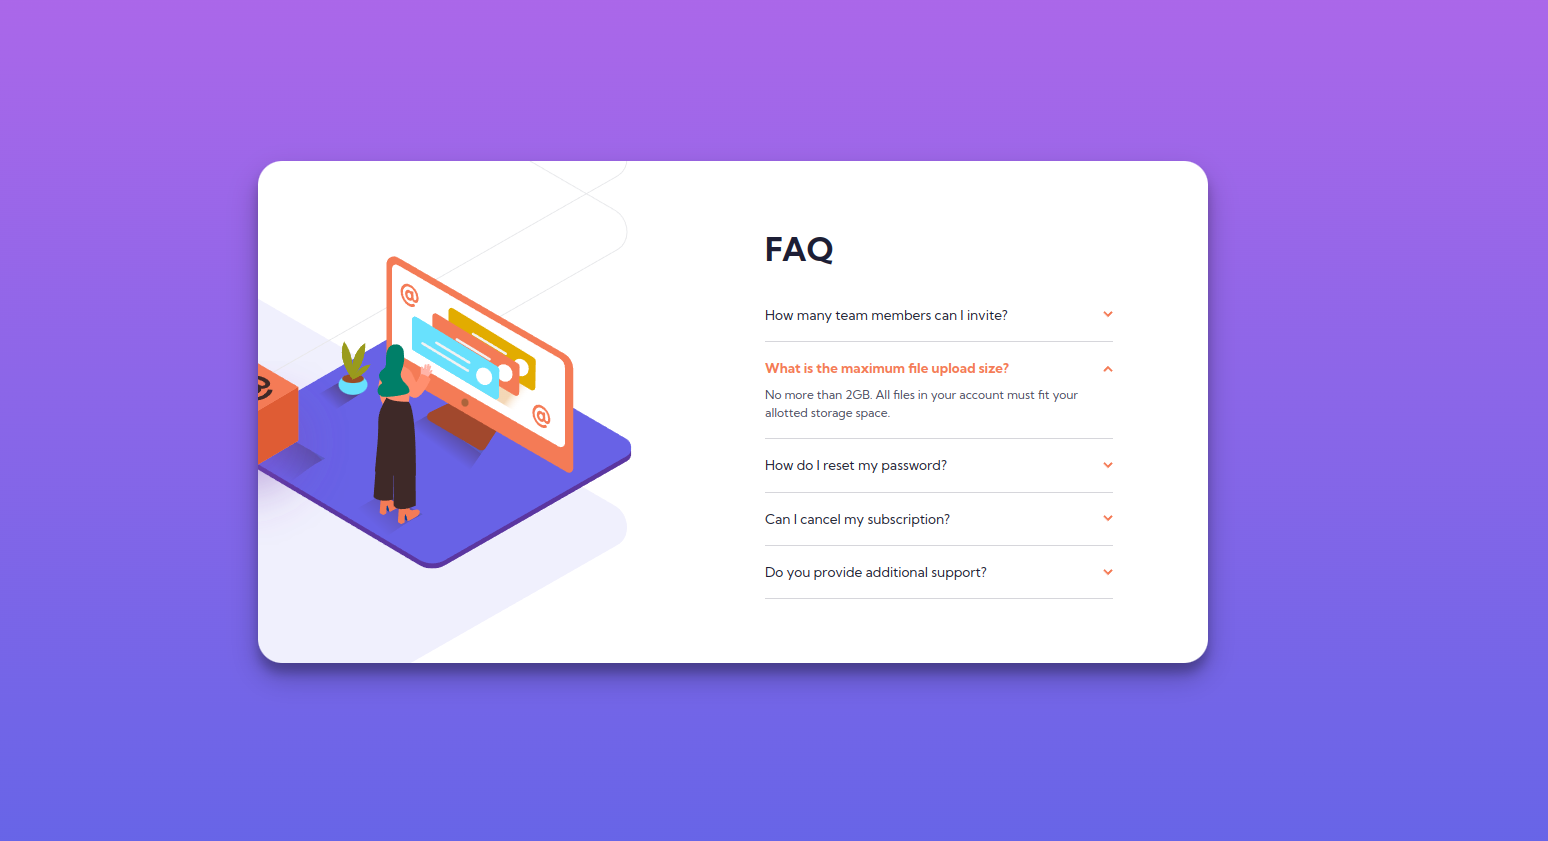 FAQ
How many team members can I invite?
What is the maximum file upload size?
No more than 2GB. All files in your account must fit your
allotted storage space.
How do I reset my password?
Can I cancel my subscription?
Do you provide additional support?
@
@
@